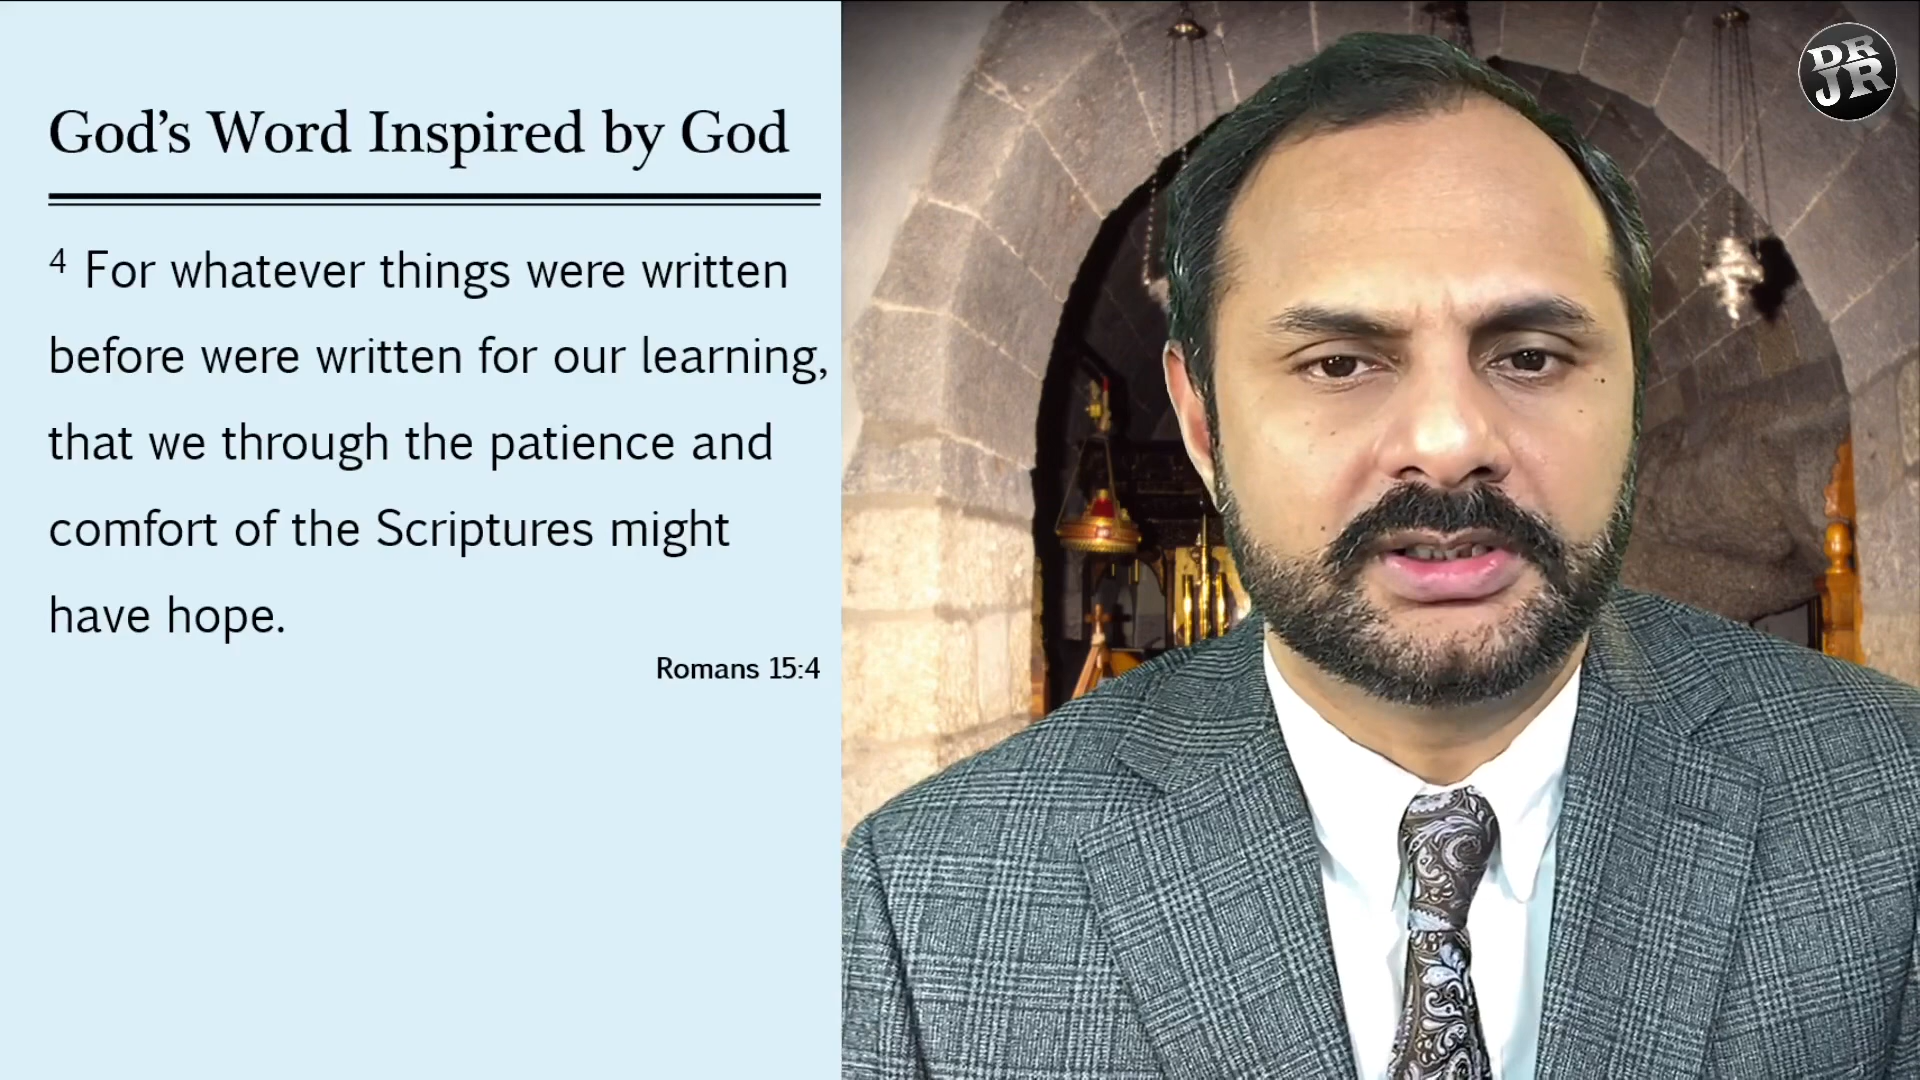 God’s Word Inspired by God
4 For whatever things were written
before were written for our learning,
that we through the patience and
comfort of the Scriptures might
have hope.
Romans 15:4
DR
JR